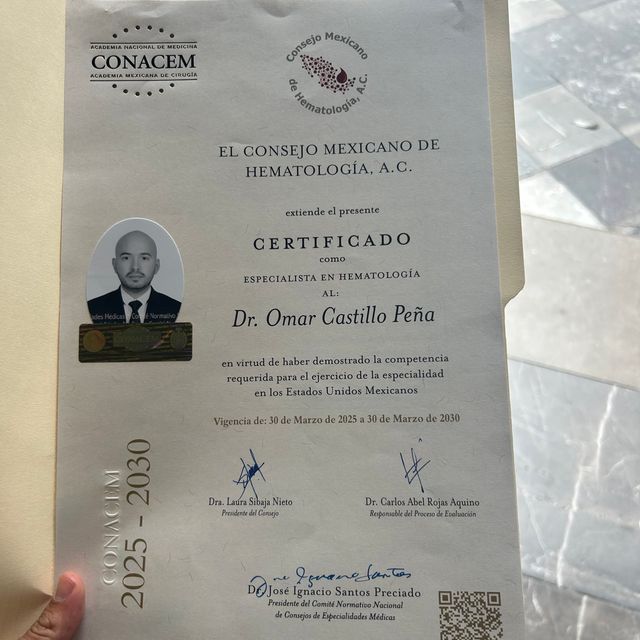 ACADEMIA NACIONAL DE MEDICINA
CONACEM
ACADEMIA MEXICANA DE CIRUGÍA
Consejo Mexicano
de Hematología, A.C.
EL CONSEJO MEXICANO DE
HEMATOLOGÍA, A.C.
extiende el presente
CERTIFICADO
como
ESPECIALISTA EN HEMATOLOGÍA
AL:
Dr. Omar Castillo Peña
des Médicas Comité Normativo
en virtud de haber demostrado la competencia
requerida para el ejercicio de la especialidad
en los Estados Unidos Mexicanos
Vigencia de: 30 de Marzo de 2025 a 30 de Marzo de 2030
CONACEM
2025 - 2030
Dra. Laura Sibaja Nieto
Presidente del Consejo
Dr. Carlos Abel Rojas Aquino
Responsable del Proceso de Evaluación
Dr. José Ignacio Santos Preciado
Presidente del Comité Normativo Nacional
de Consejos de Especialidades Médicas